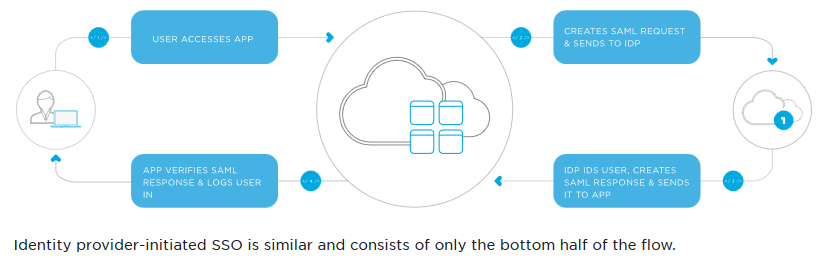 </1/>
USER ACCESSES APP
</2/>
CREATES SAML REQUEST
& SENDS TO IDP
1
APP VERIFIES SAML
RESPONSE & LOGS USER
IN
</4/>
IDP IDS USER, CREATES
SAML RESPONSE & SENDS
IT TO APP
</3/>
Identity provider-initiated SSO is similar and consists of only the bottom half of the flow.